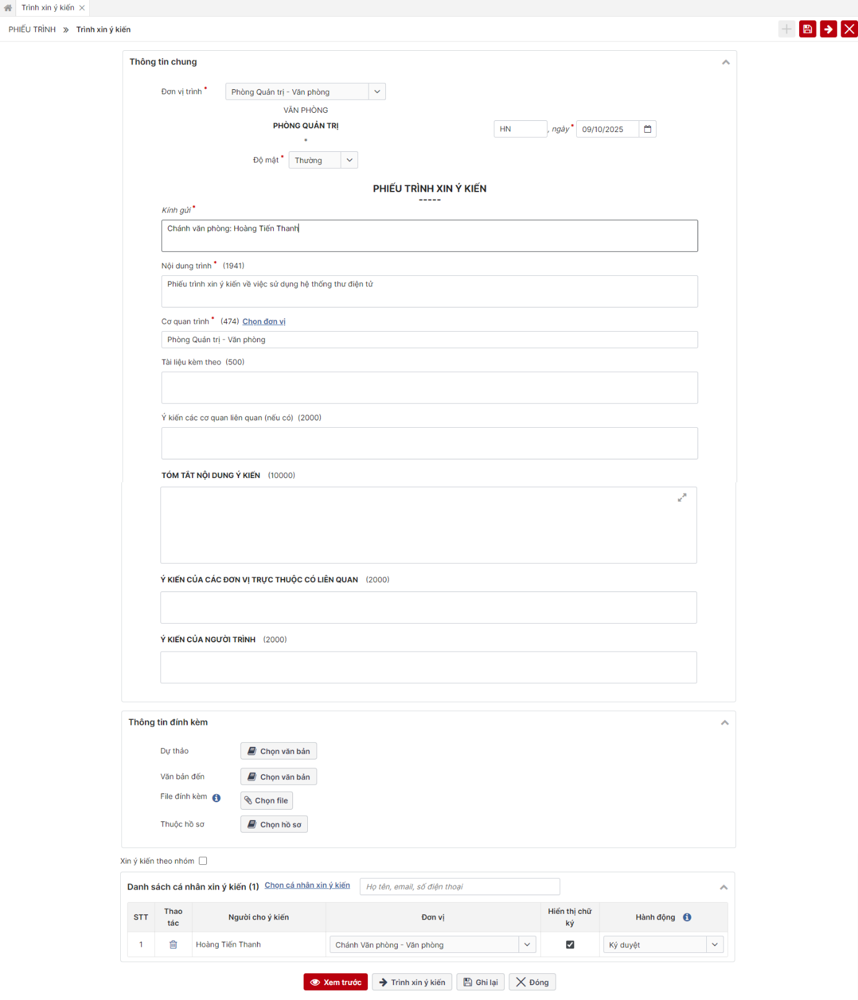 Trình xin ý kiến
PHIẾU TRÌNH » Trình xin ý kiến
Thông tin chung
Đơn vị trình * Phòng Quản trị - Văn phòng
VĂN PHÒNG
PHÒNG QUẢN TRỊ
HN , ngày * 09/10/2025
*
Độ mật * Thường
PHIẾU TRÌNH XIN Ý KIẾN
-----
Kính gửi *
Chánh văn phòng: Hoàng Tiến Thanh
Nội dung trình * (1941)
Phiếu trình xin ý kiến về việc sử dụng hệ thống thư điện tử
Cơ quan trình * (474) Chọn đơn vị
Phòng Quản trị - Văn phòng
Tài liệu kèm theo (500)
Ý kiến các cơ quan liên quan (nếu có) (2000)
TÓM TẮT NỘI DUNG Ý KIẾN (10000)
Ý KIẾN CỦA CÁC ĐƠN VỊ TRỰC THUỘC CÓ LIÊN QUAN (2000)
Ý KIẾN CỦA NGƯỜI TRÌNH (2000)
Thông tin đính kèm
Dự thảo Chọn văn bản
Văn bản đến Chọn văn bản
File đính kèm Chọn file
Thuộc hồ sơ Chọn hồ sơ
Xin ý kiến theo nhóm
Danh sách cá nhân xin ý kiến (1) Chọn cá nhân xin ý kiến Họ tên, email, số điện thoại
STT Thao tác Người cho ý kiến Đơn vị Hiển thị chữ ký Hành động
1 Hoàng Tiến Thanh Chánh Văn phòng - Văn phòng Ký duyệt
Xem trước Trình xin ý kiến Ghi lại Đóng